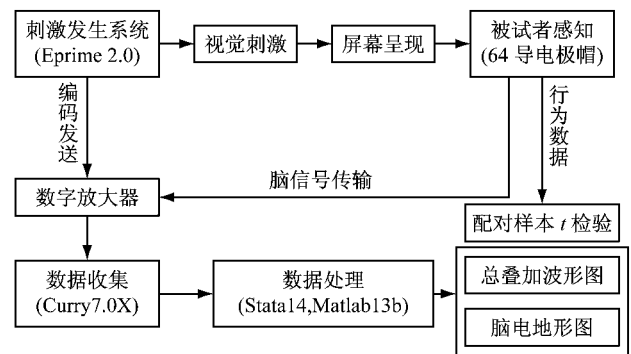 刺激发生系统
(Eprime 2.0)
视觉刺激
屏幕呈现
被试者感知
(64 导电极帽)
编码发送
行为数据
脑信号传输
数字放大器
配对样本 t 检验
数据收集
(Curry7.0X)
数据处理
(Stata14,Matlab13b)
总叠加波形图
脑电地形图